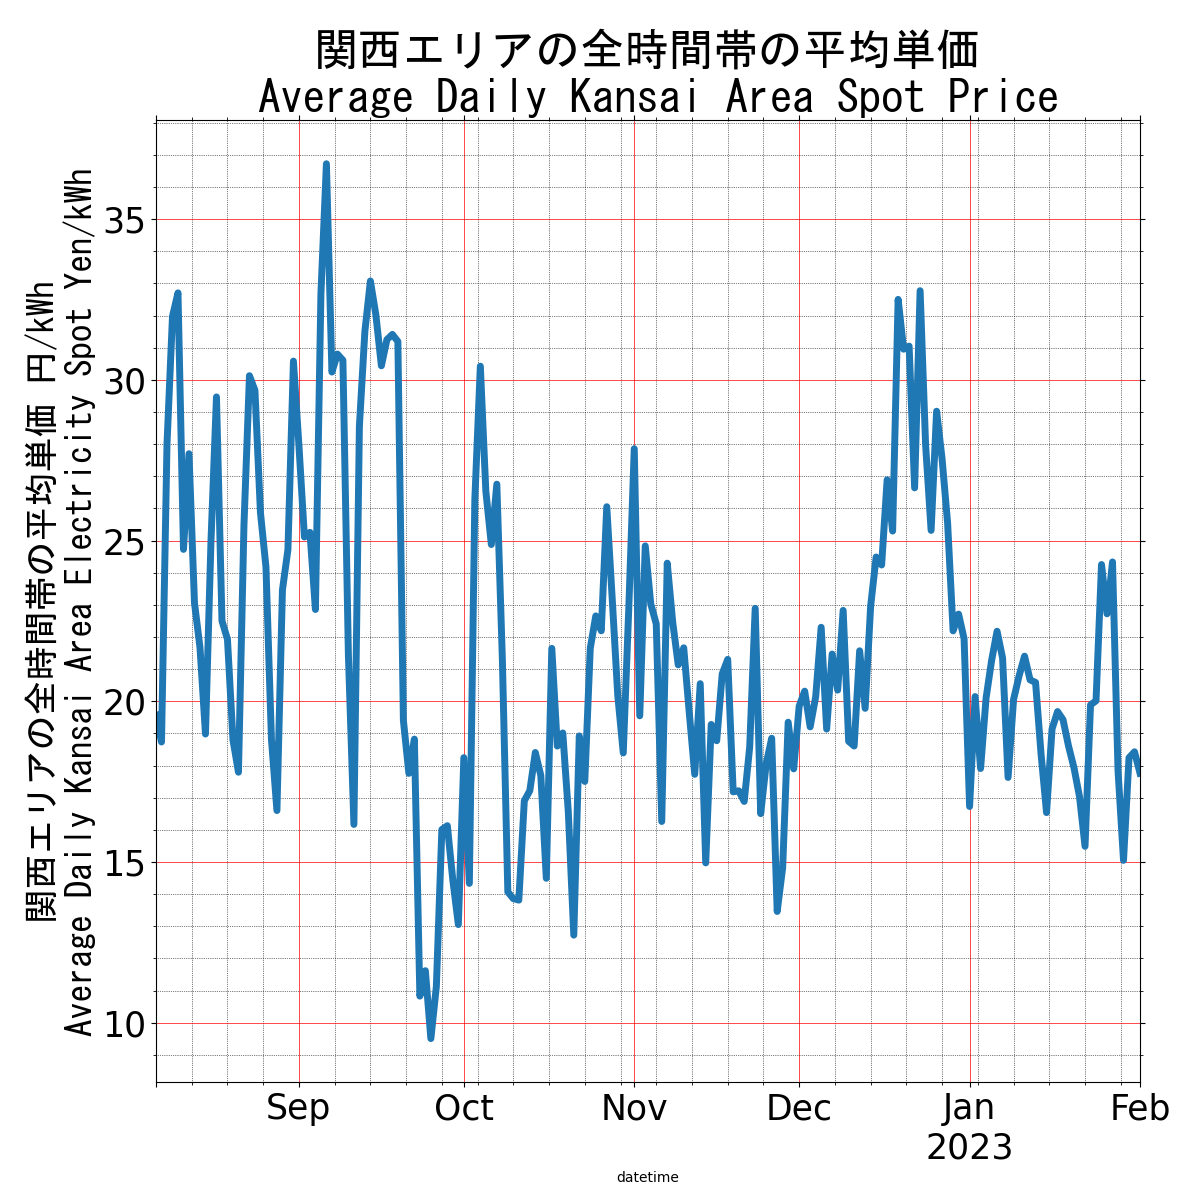 関西エリアの全時間帯の平均単価
Average Daily Kansai Area Spot Price
関西エリアの全時間帯の平均単価 円/kWh
Average Daily Kansai Area Electricity Spot Yen/kWh
35
30
25
20
15
10
Sep
Oct
Nov
Dec
Jan
2023
Feb
datetime